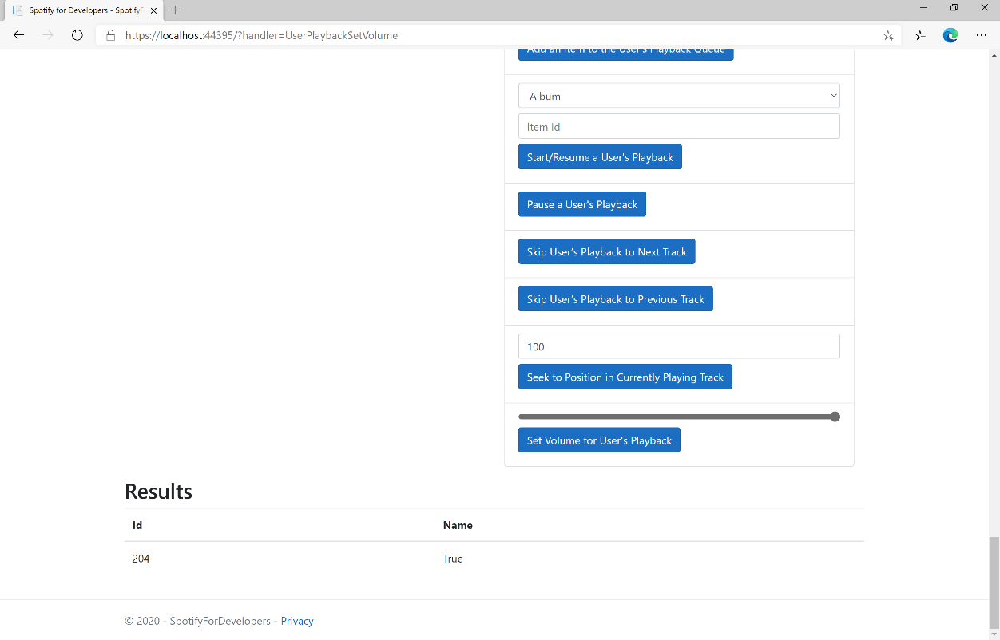 Spotify for Developers - SpotifyF
https://localhost:44395/?handler=UserPlaybackSetVolume
Add an Item to the User's Playback Queue
Album
Item Id
Start/Resume a User's Playback
Pause a User's Playback
Skip User's Playback to Next Track
Skip User's Playback to Previous Track
100
Seek to Position in Currently Playing Track
Set Volume for User's Playback
Results
Id Name
204 True
© 2020 - SpotifyForDevelopers - Privacy